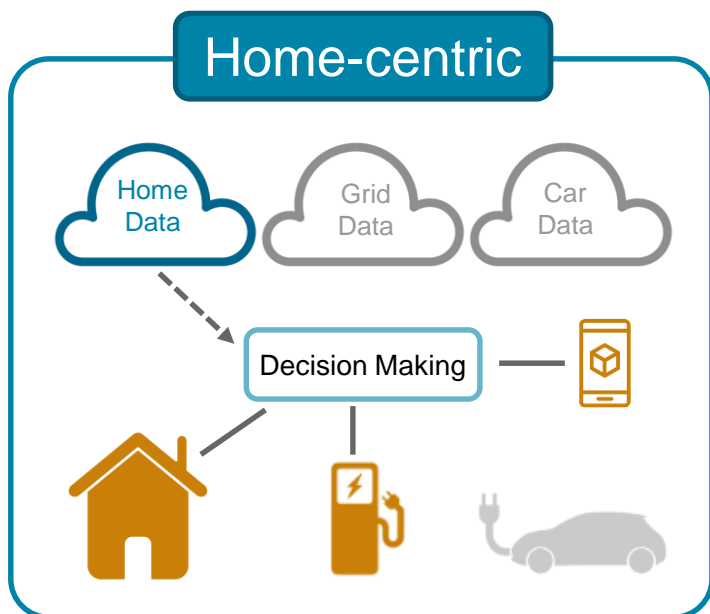 Home-centric
Home
Data
Grid
Data
Car
Data
Decision Making